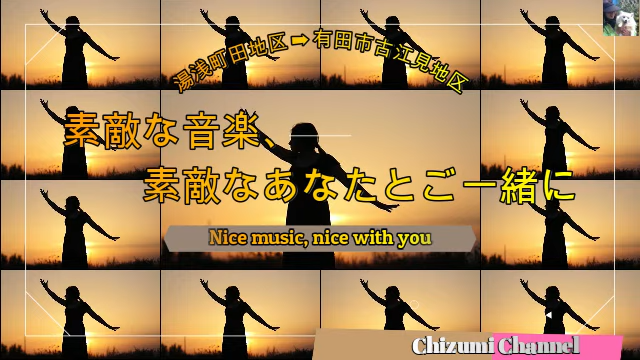 湯浅町田地区➡有田市古江見地区
素敵な音楽、
素敵なあなたとご一緒に
Nice music, nice with you
Chizumi Channel